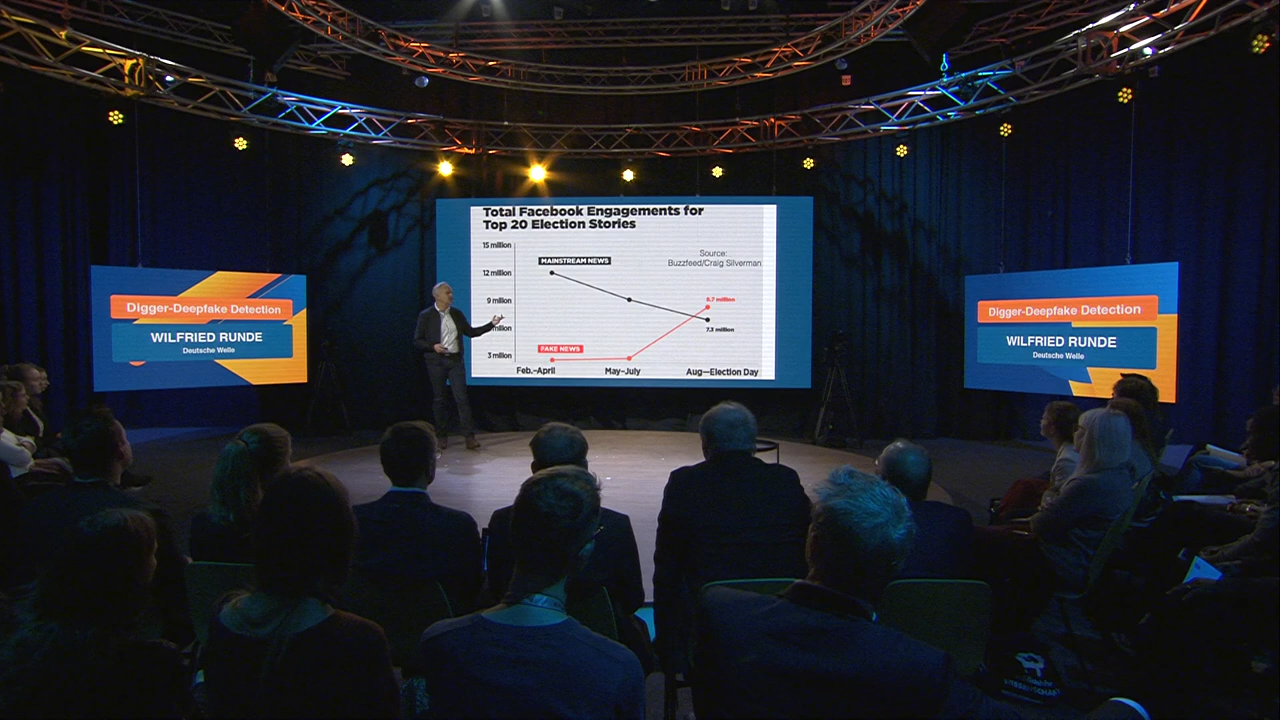 Total Facebook Engagements for
Top 20 Election Stories
15 million
12 million
9 million
million
3 million
MAINSTREAM NEWS
Source:
Buzzfeed/Craig Silverman
8.7 million
7.3 million
FAKE NEWS
Feb.–April
May–July
Aug—Election Day
Digger-Deepfake Detection
WILFRIED RUNDE
Deutsche Welle
Digger-Deepfake Detection
WILFRIED RUNDE
Deutsche Welle